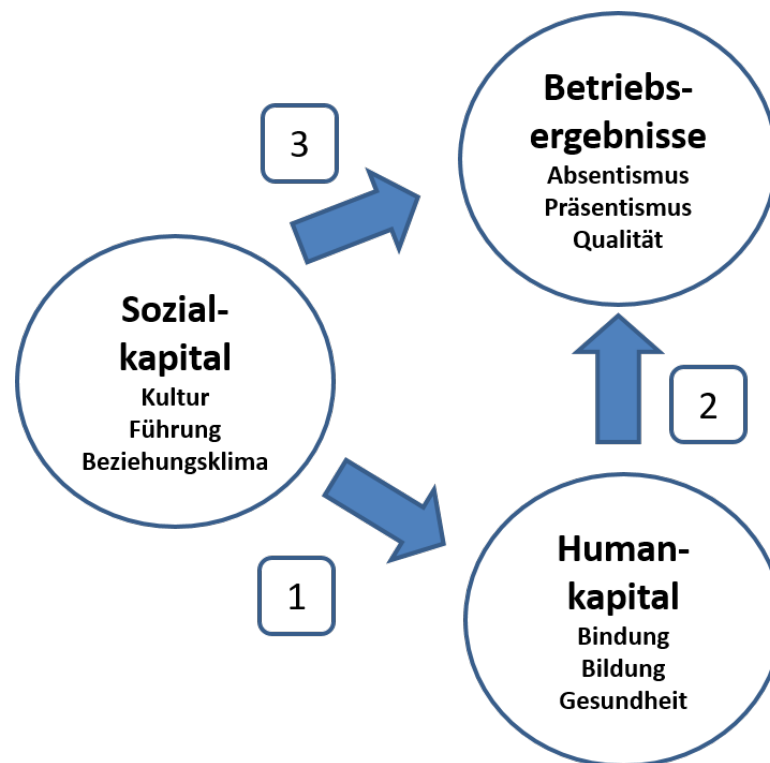 Betriebs-
ergebnisse
Absentismus
Präsentismus
Qualität
3
Sozial-
kapital
Kultur
Führung
Beziehungsklima
2
1
Human-
kapital
Bindung
Bildung
Gesundheit